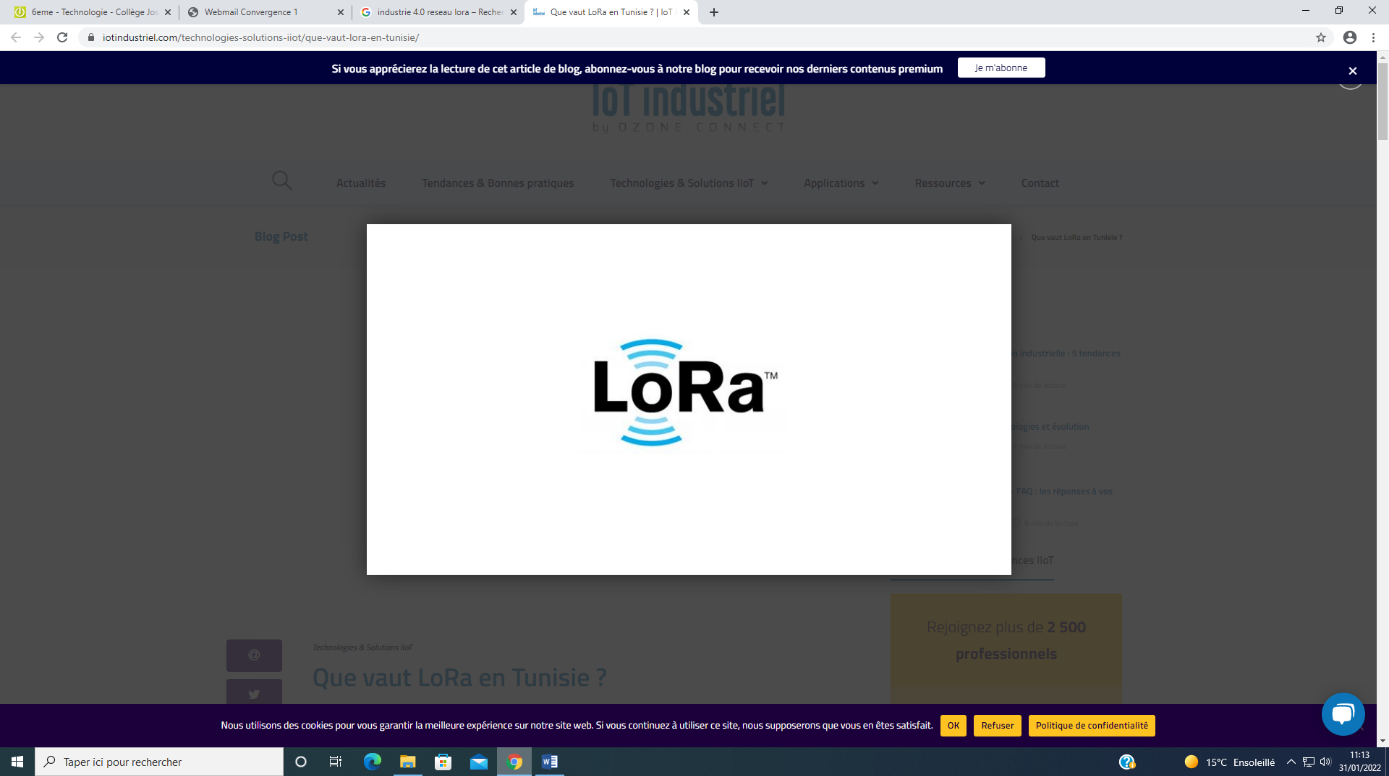 6eme - Technologie - Collège Jos
Webmail Convergence 1
industrie 4.0 reseau lora – Reche
Que vaut LoRa en Tunisie ? | IoT
iotindustriel.com/technologies-solutions-iiot/que-vaut-lora-en-tunisie/
Si vous apprécierez la lecture de cet article de blog, abonnez-vous à notre blog pour recevoir nos derniers contenus premium
Je m'abonne
IoT industriel
by OZONE CONNECT
Actualités
Tendances & Bonnes pratiques
Technologies & Solutions IIoT
Applications
Ressources
Contact
Blog Post
Que vaut LoRa en Tunisie ?
LoRa™
industrielle : 5 tendances
et évolution
FAQ : les réponses à vos
IIoT
Rejoignez plus de 2 500
professionnels
@
Technologies & Solutions IIoT
Que vaut LoRa en Tunisie ?
Nous utilisons des cookies pour vous garantir la meilleure expérience sur notre site web. Si vous continuez à utiliser ce site, nous supposerons que vous en êtes satisfait.
OK
Refuser
Politique de confidentialité
Taper ici pour rechercher
15°C Ensoleillé
11:13
31/01/2022